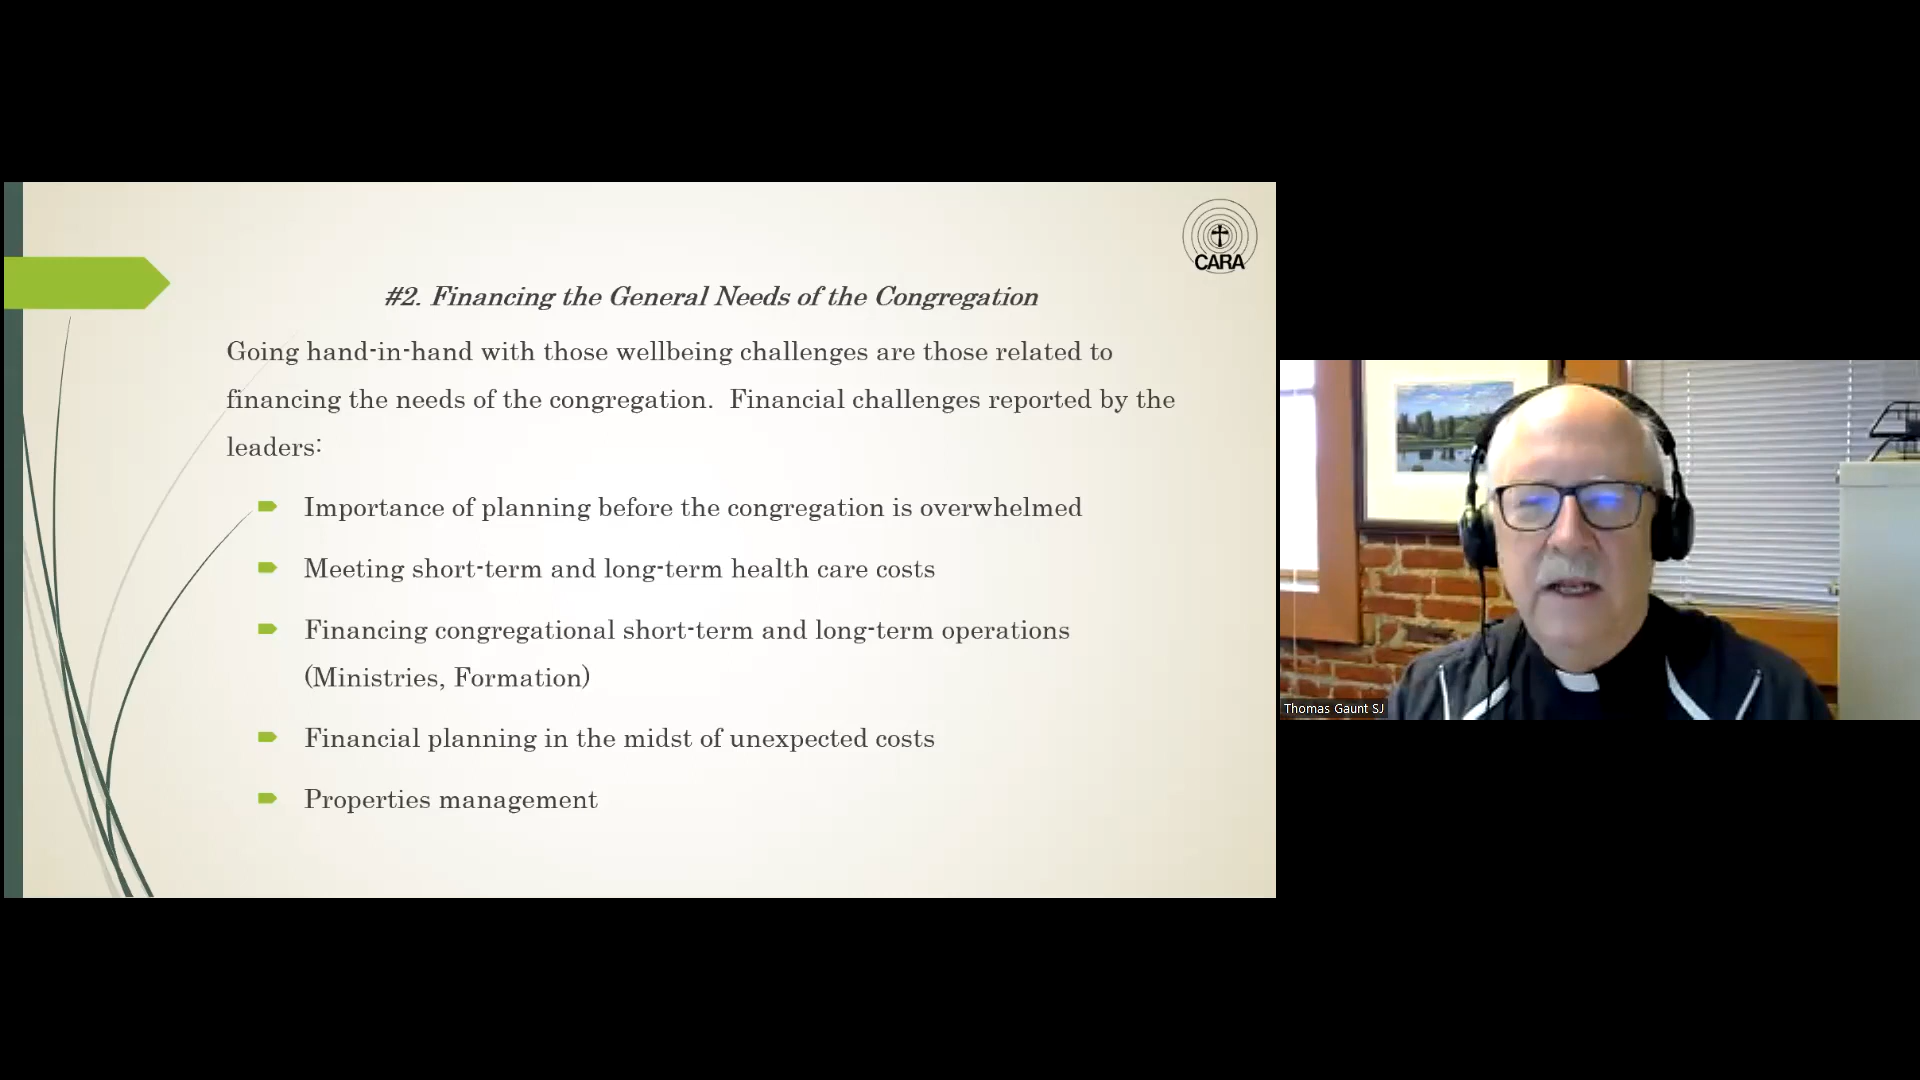 CARA
#2. Financing the General Needs of the Congregation
Going hand-in-hand with those wellbeing challenges are those related to
financing the needs of the congregation.  Financial challenges reported by the
leaders:
Importance of planning before the congregation is overwhelmed
Meeting short-term and long-term health care costs
Financing congregational short-term and long-term operations
(Ministries, Formation)
Financial planning in the midst of unexpected costs
Properties management
Thomas Gaunt SJ